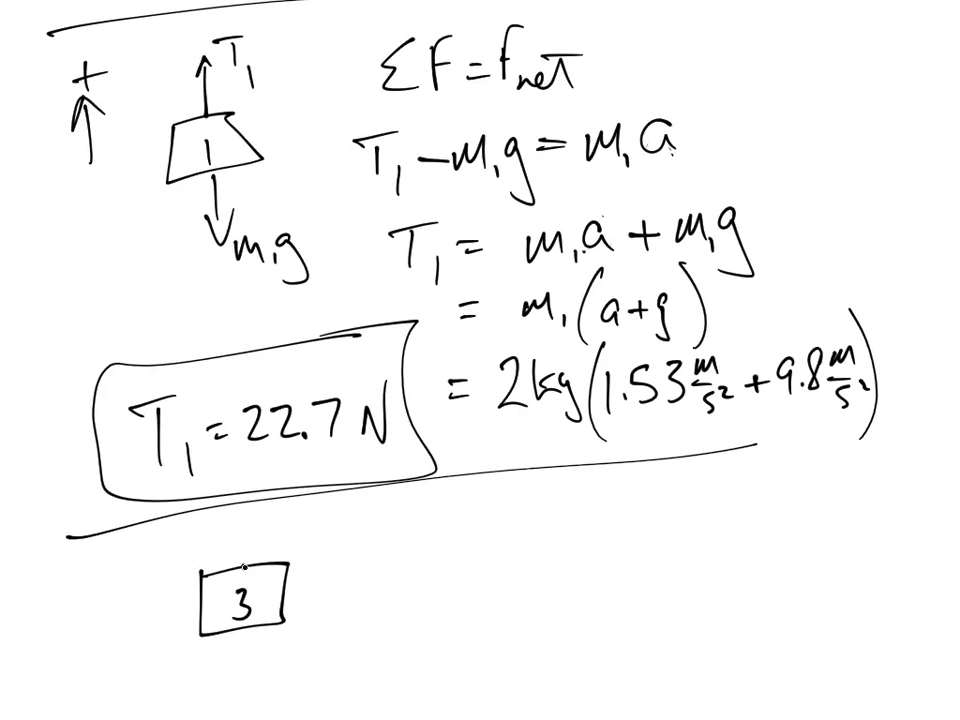 +
T₁
ΣF = Fnet
1
T₁ – m₁g = m₁a
m₁g
T₁ = m₁a + m₁g
= m₁(a+g)
= 2kg(1.53 m/s² + 9.8 m/s²)
T₁ = 22.7 N
3